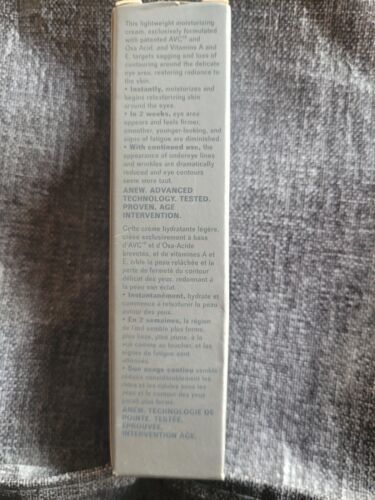 This lightweight moisturizing
cream, exclusively formulated
with patented AVC¹⁰ and
Oxa Acid, and Vitamins A and
E, targets sagging and loss of
contouring around the delicate
eye area, restoring radiance to
the skin.
• Instantly, moisturizes and
begins retexturizing skin
around the eyes.
• In 2 weeks, eye area
appears and feels firmer,
smoother, younger-looking, and
signs of fatigue are diminished.
• With continued use, the
appearance of undereye lines
and wrinkles are dramatically
reduced and eye contours
seem more taut.
ANEW. ADVANCED
TECHNOLOGY. TESTED.
PROVEN. AGE
INTERVENTION.
Cette crème hydratante légère,
créée exclusivement à base
d'AVC¹⁰ et d'Oxa-Acide
brevetés, et de vitamines A et
E, cible la peau relâchée et la
perte de fermeté du contour
délicat des yeux, redonnant à
la peau son éclat.
• Instantanément, hydrate et
commence à retexturer la peau
autour des yeux.
• En 2 semaines, la région
de l'œil semble plus ferme,
plus lisse, plus jeune, à la
vue comme au toucher, et les
signes de fatigue sont
atténués.
• Son usage continu semble
réduire considérablement les
rides et les ridules sous les
yeux et le contour des yeux
paraît plus ferme.
ANEW. TECHNOLOGIE DE
POINTE. TESTÉE.
ÉPROUVÉE.
INTERVENTION ÂGE.